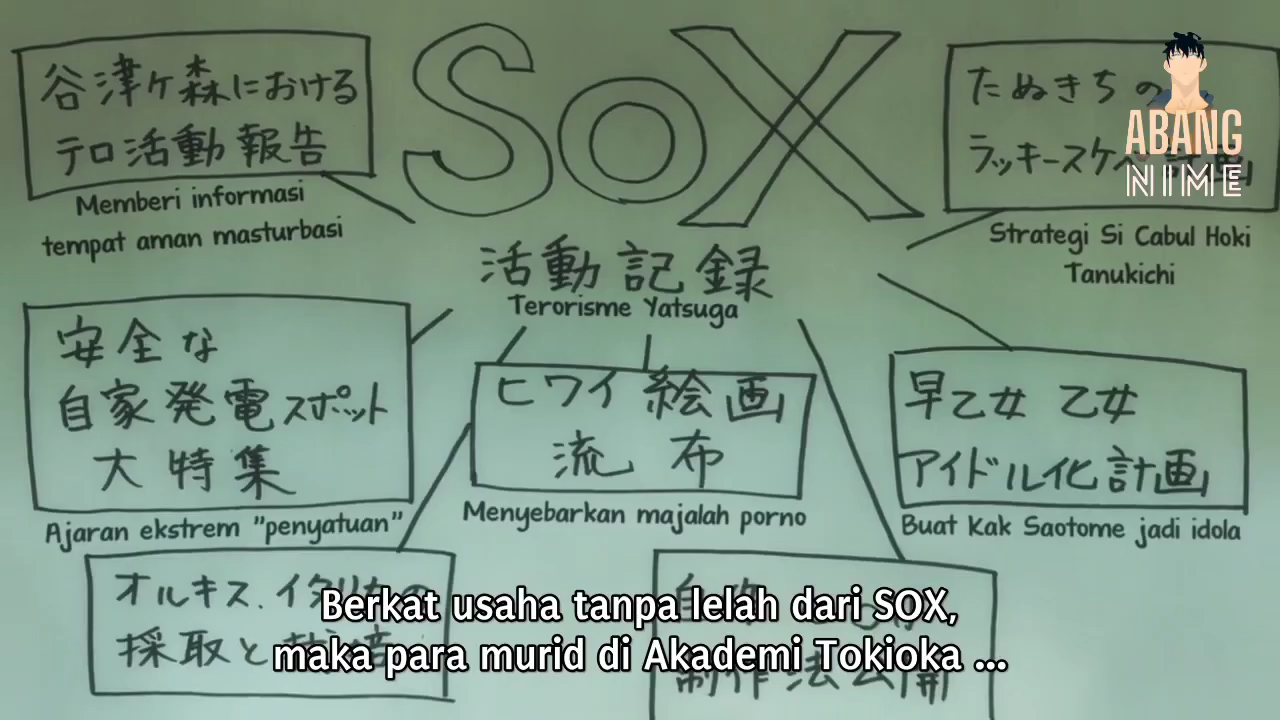 SOX
ABANG
NIME
谷津ヶ森における
テロ活動報告
Memberi informasi
tempat aman masturbasi
たぬきちの
ラッキースケベ計画
Strategi Si Cabul Hoki
Tanukichi
活動記録
Terorisme Yatsuga
安全な
自家発電スポット
大特集
Ajaran ekstrem "penyatuan"
ヒワイ絵画
流布
Menyebarkan majalah porno
早乙女 乙女
アイドル化計画
Buat Kak Saotome jadi idola
オルキス.イタリカの
採取と
制作法公開
Berkat usaha tanpa lelah dari SOX,
maka para murid di Akademi Tokioka ...